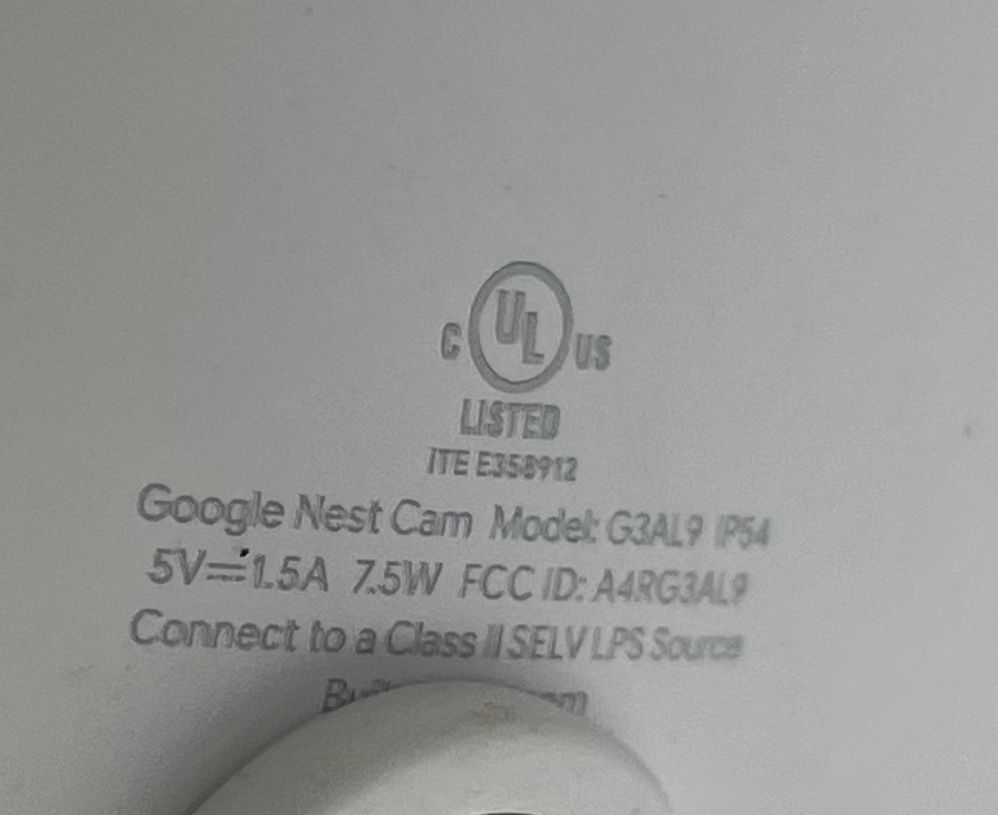 C UL US
LISTED
ITE E358912
Google Nest Cam Model: G3AL9 IP54
5V⎓1.5A 7.5W FCC ID: A4RG3AL9
Connect to a Class II SELV LPS Source